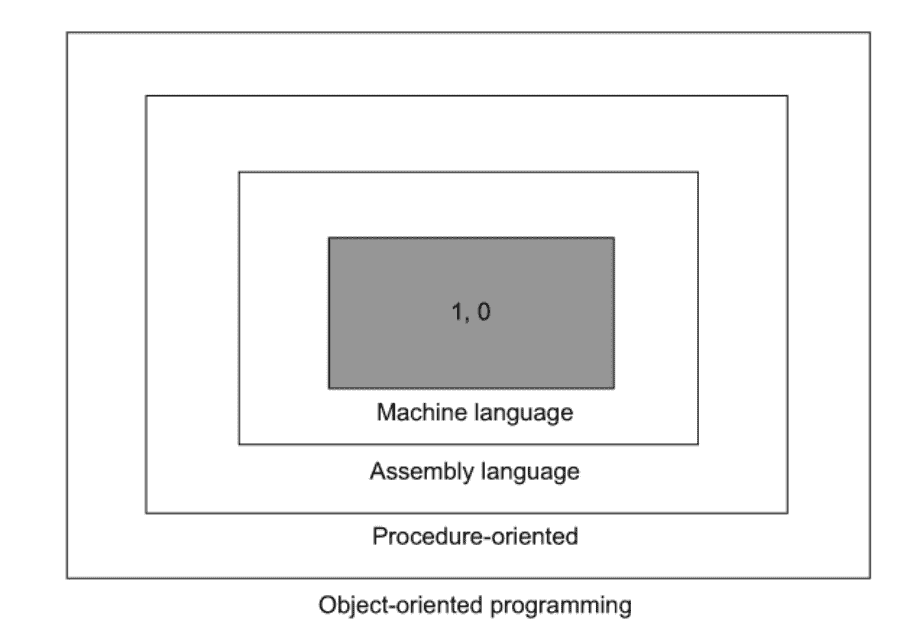 1, 0
Machine language
Assembly language
Procedure-oriented
Object-oriented programming